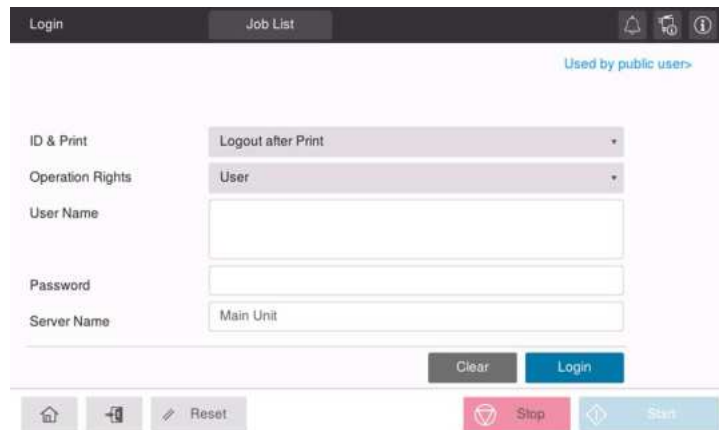 Login Job List
Used by public user>
ID & Print Logout after Print
Operation Rights User
User Name
Password
Server Name Main Unit
Clear Login
Reset Stop Start